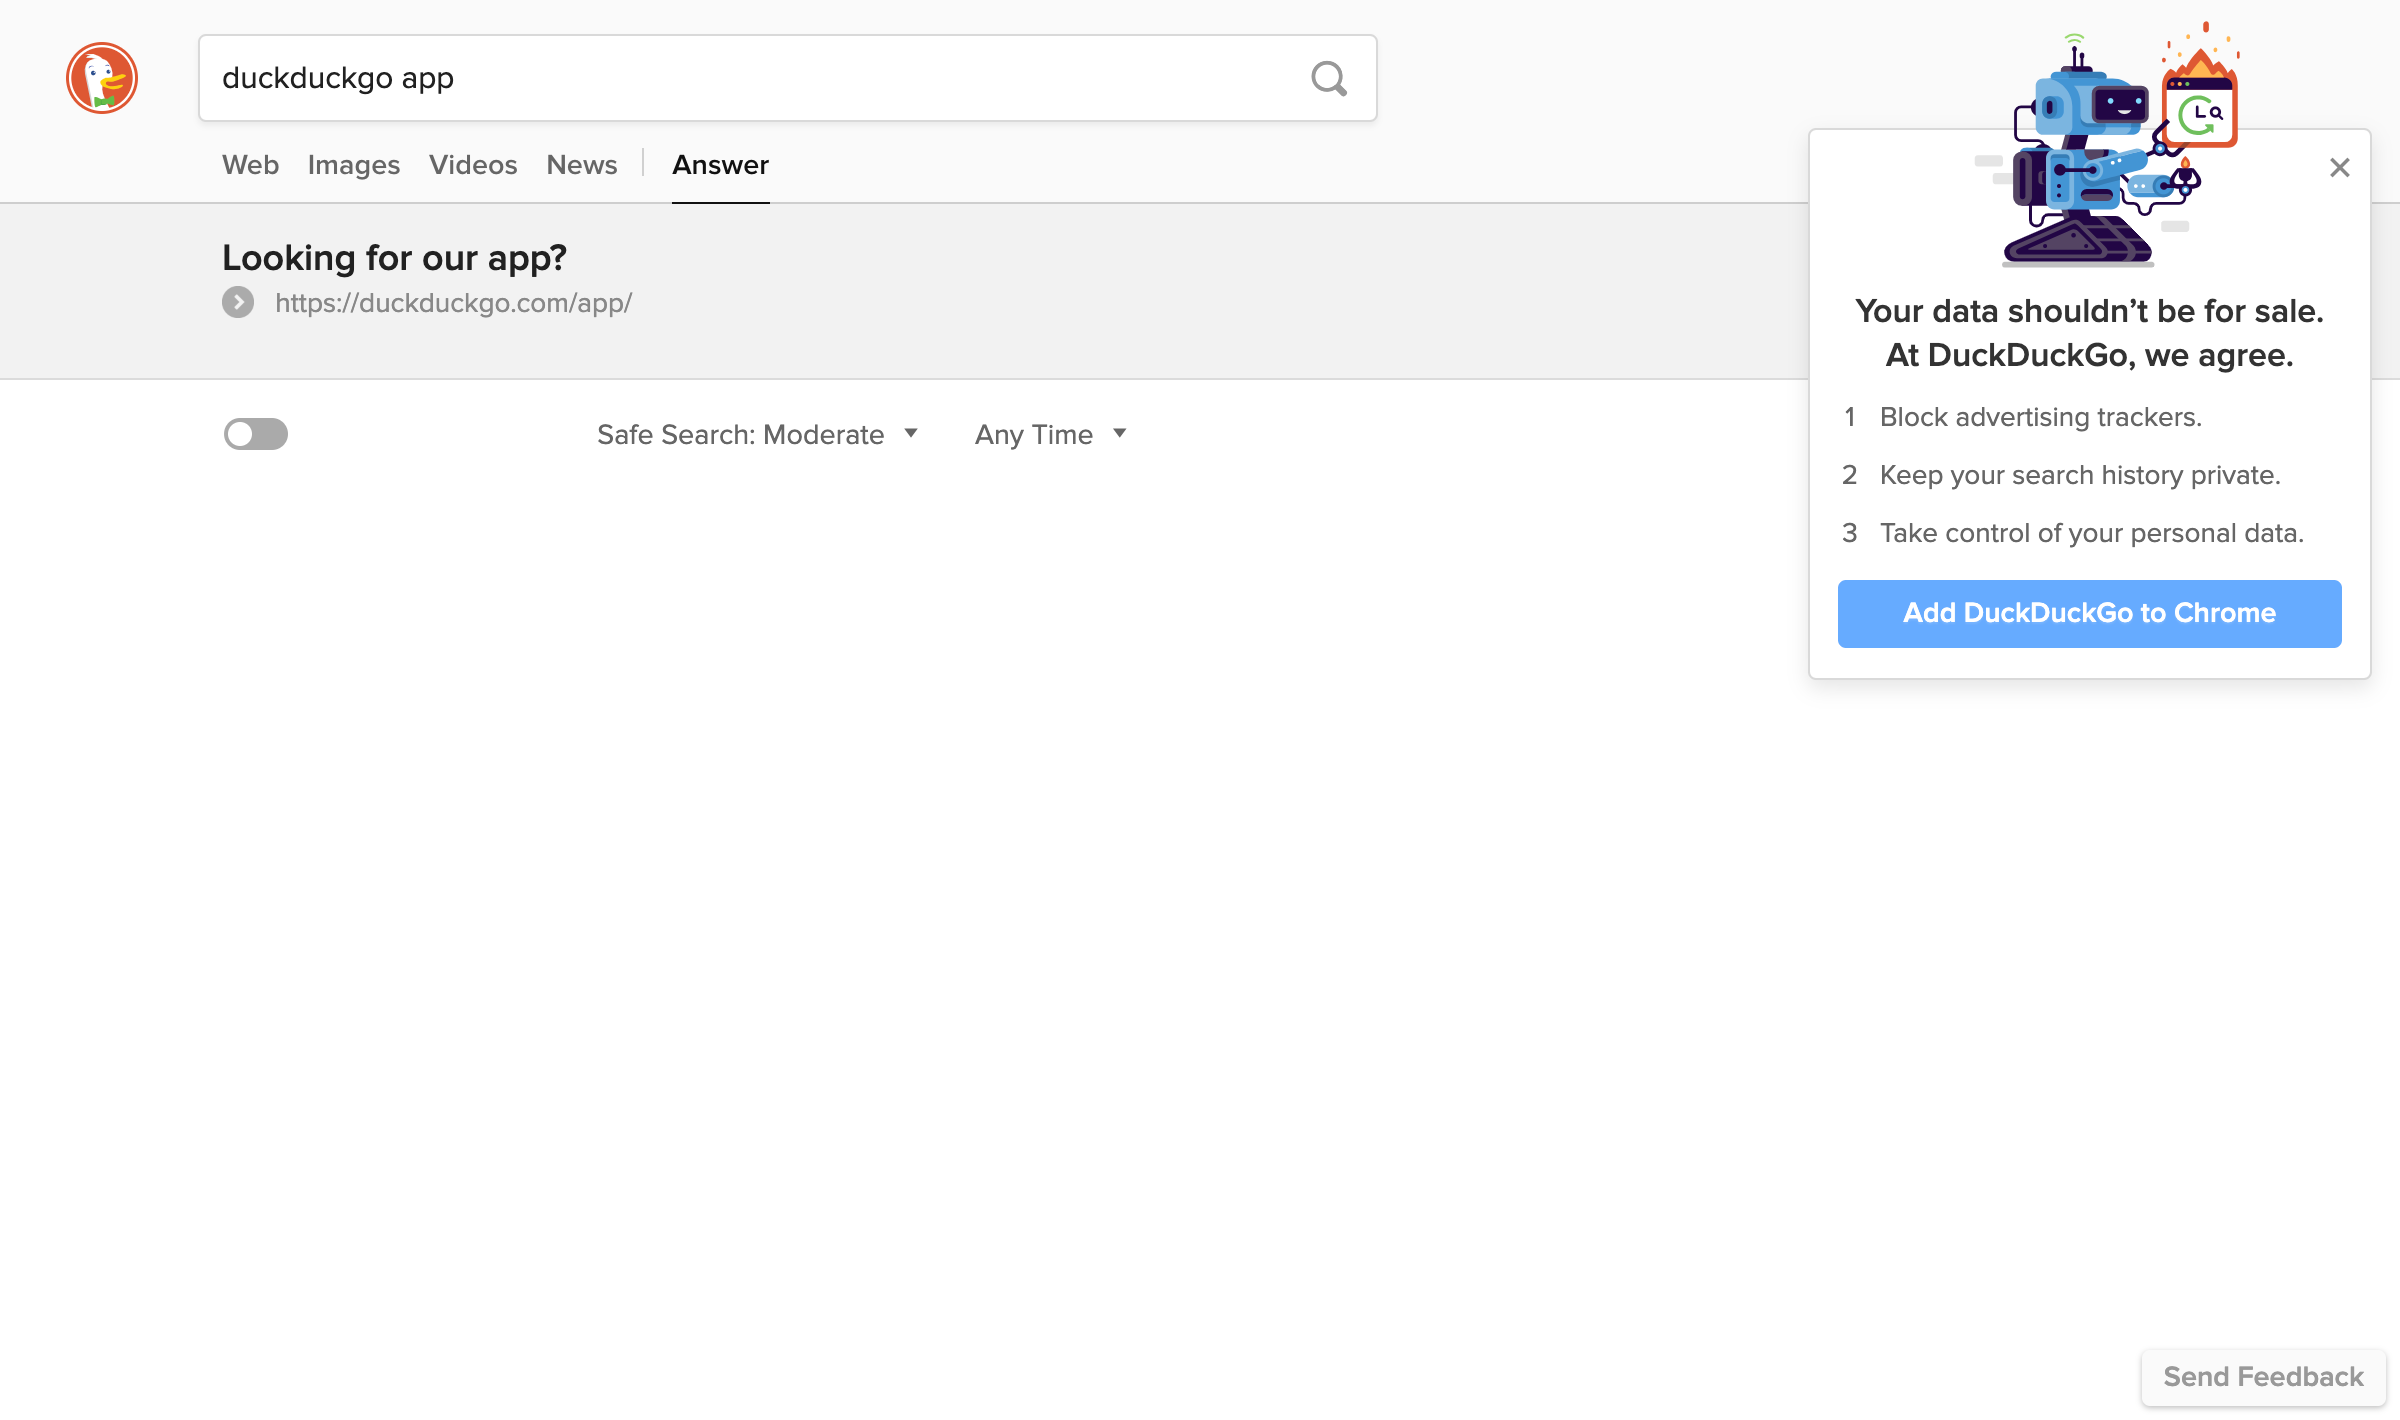 duckduckgo app
Web Images Videos News Answer
Looking for our app?
https://duckduckgo.com/app/
Safe Search: Moderate Any Time
Your data shouldn’t be for sale.
At DuckDuckGo, we agree.
1 Block advertising trackers.
2 Keep your search history private.
3 Take control of your personal data.
Add DuckDuckGo to Chrome
Send Feedback